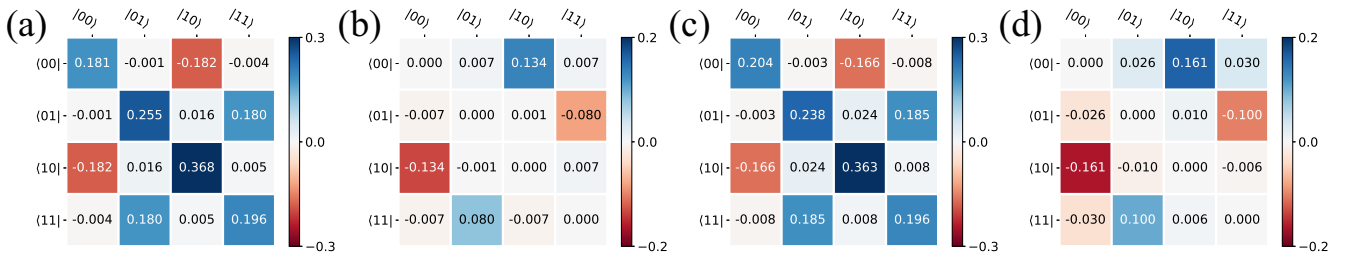 (a) |00⟩ |01⟩ |10⟩ |11⟩
⟨00| 0.181 -0.001 -0.182 -0.004
⟨01| -0.001 0.255 0.016 0.180
⟨10| -0.182 0.016 0.368 0.005
⟨11| -0.004 0.180 0.005 0.196
0.3
0.0
−0.3
(b) |00⟩ |01⟩ |10⟩ |11⟩
⟨00| 0.000 0.007 0.134 0.007
⟨01| -0.007 0.000 0.001 -0.080
⟨10| -0.134 -0.001 0.000 0.007
⟨11| -0.007 0.080 -0.007 0.000
0.2
0.0
−0.2
(c) |00⟩ |01⟩ |10⟩ |11⟩
⟨00| 0.204 -0.003 -0.166 -0.008
⟨01| -0.003 0.238 0.024 0.185
⟨10| -0.166 0.024 0.363 0.008
⟨11| -0.008 0.185 0.008 0.196
0.3
0.0
−0.3
(d) |00⟩ |01⟩ |10⟩ |11⟩
⟨00| 0.000 0.026 0.161 0.030
⟨01| -0.026 0.000 0.010 -0.100
⟨10| -0.161 -0.010 0.000 -0.006
⟨11| -0.030 0.100 0.006 0.000
0.2
0.0
−0.2